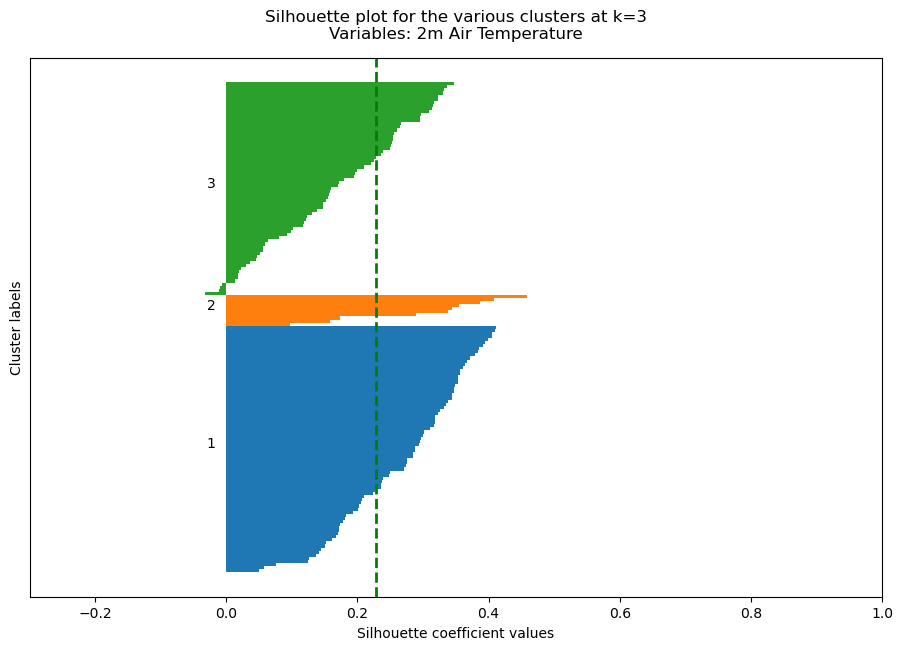 Silhouette plot for the various clusters at k=3
Variables: 2m Air Temperature
Cluster labels
3
2
1
−0.2 0.0 0.2 0.4 0.6 0.8 1.0
Silhouette coefficient values